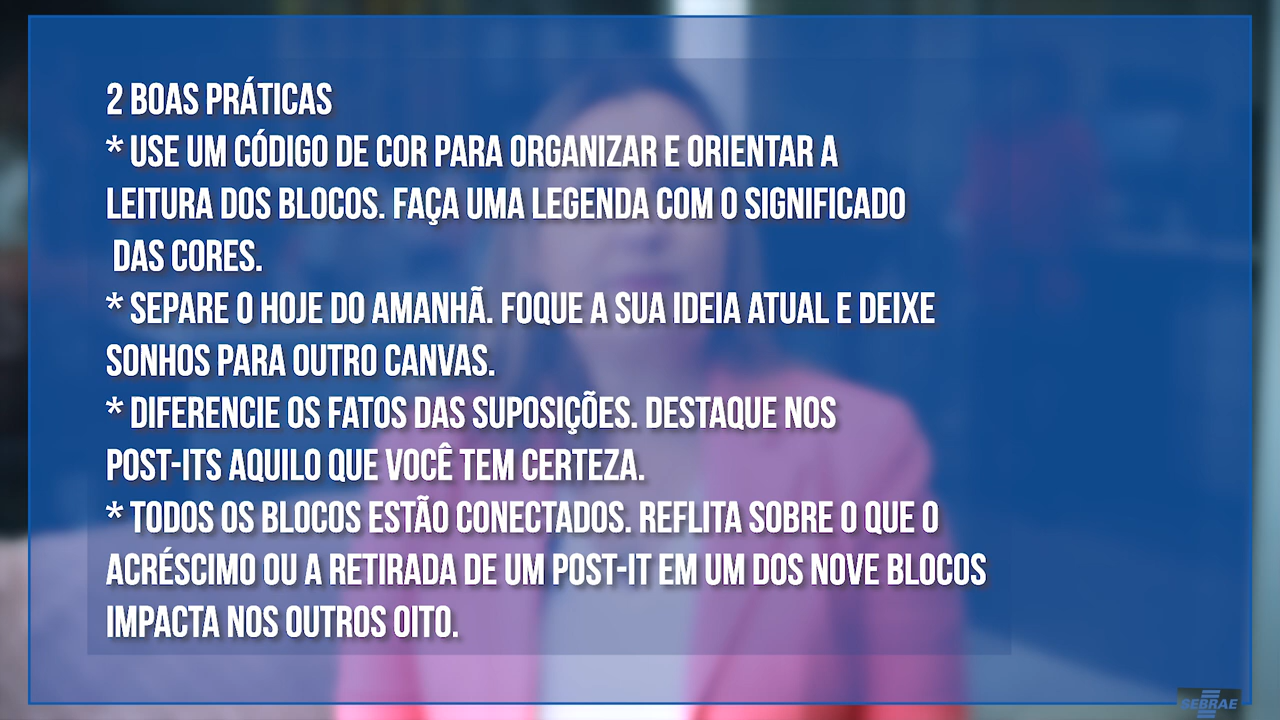 2 BOAS PRÁTICAS
* USE UM CÓDIGO DE COR PARA ORGANIZAR E ORIENTAR A
LEITURA DOS BLOCOS. FAÇA UMA LEGENDA COM O SIGNIFICADO
DAS CORES.
* SEPARE O HOJE DO AMANHÃ. FOQUE A SUA IDEIA ATUAL E DEIXE
SONHOS PARA OUTRO CANVAS.
* DIFERENCIE OS FATOS DAS SUPOSIÇÕES. DESTAQUE NOS
POST-ITS AQUILO QUE VOCÊ TEM CERTEZA.
* TODOS OS BLOCOS ESTÃO CONECTADOS. REFLITA SOBRE O QUE O
ACRÉSCIMO OU A RETIRADA DE UM POST-IT EM UM DOS NOVE BLOCOS
IMPACTA NOS OUTROS OITO.
SEBRAE